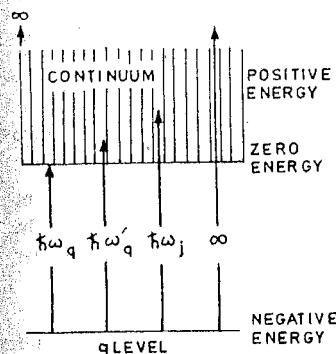 ∞
CONTINUUM
POSITIVE
ENERGY
ZERO
ENERGY
ħω_q ħω'_q ħω_j ∞
NEGATIVE
ENERGY
q LEVEL